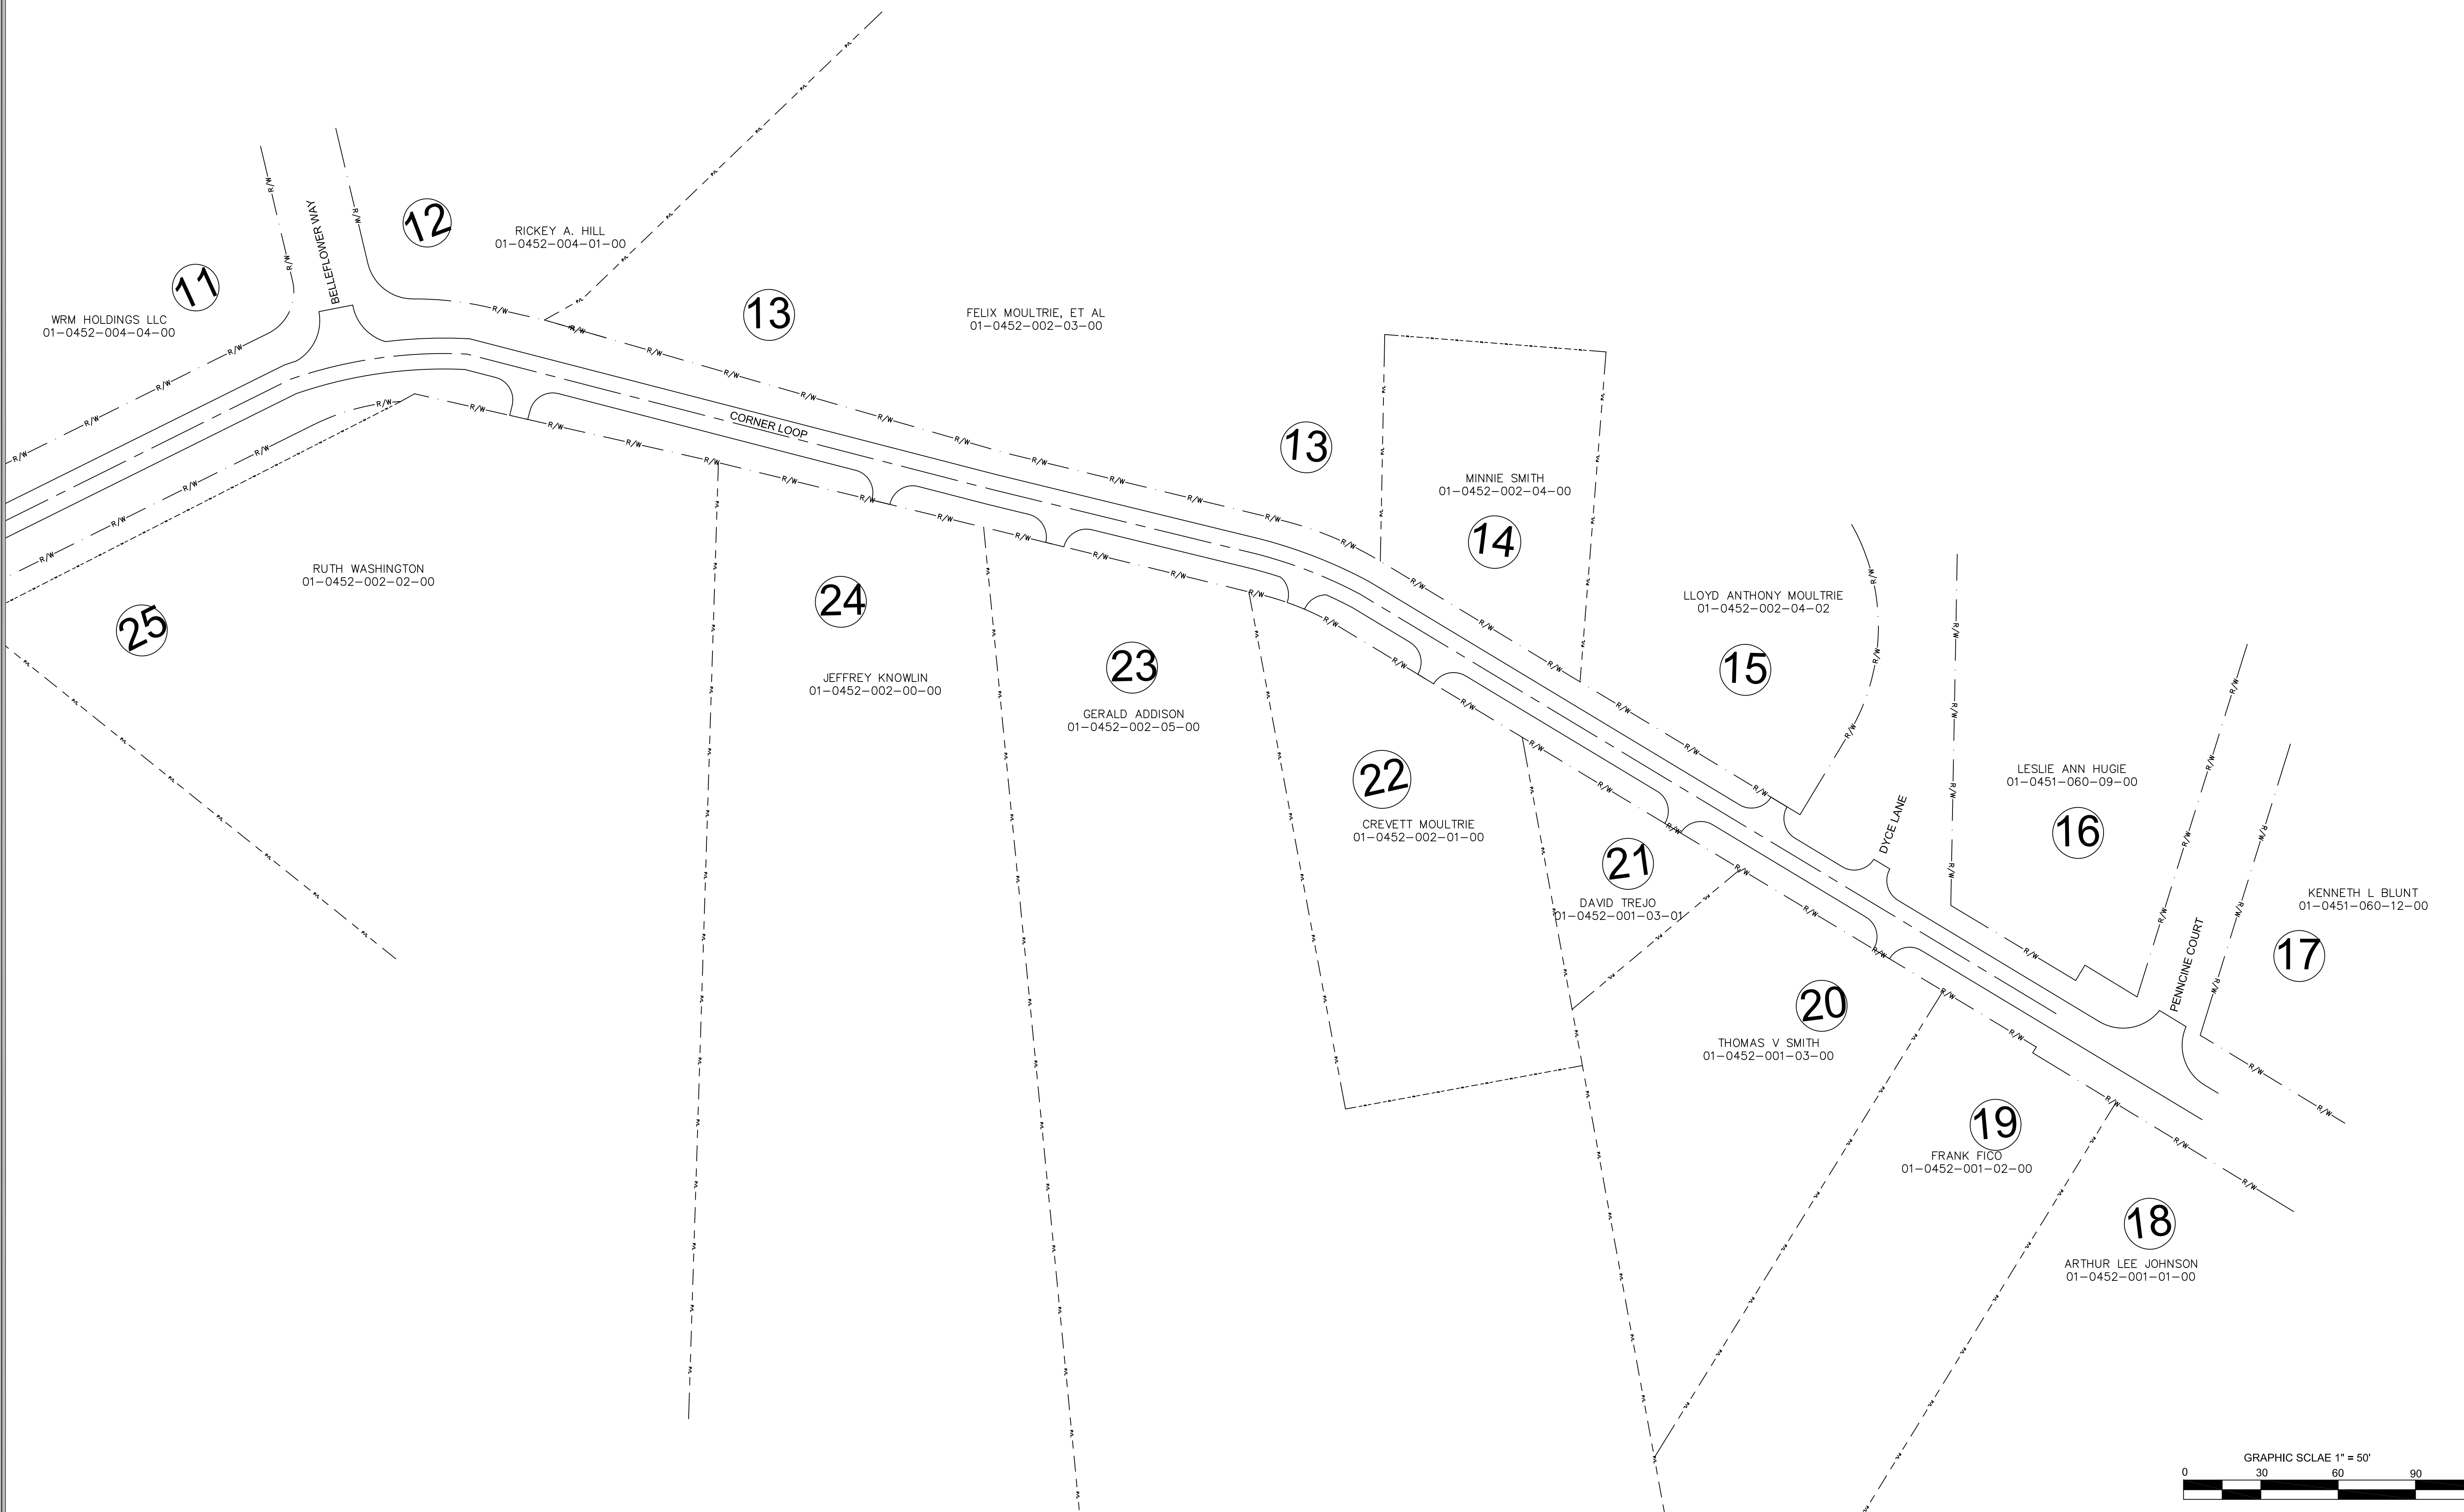 BELLEFLOWER WAY
12
RICKEY A. HILL
01-0452-004-01-00
11
WRM HOLDINGS LLC
01-0452-004-04-00
13
FELIX MOULTRIE, ET AL
01-0452-002-03-00
CORNER LOOP
13
MINNIE SMITH
01-0452-002-04-00
14
RUTH WASHINGTON
01-0452-002-02-00
25
24
JEFFREY KNOWLIN
01-0452-002-00-00
23
GERALD ADDISON
01-0452-002-05-00
LLOYD ANTHONY MOULTRIE
01-0452-002-04-02
15
22
CREVETT MOULTRIE
01-0452-002-01-00
21
DAVID TREJO
01-0452-001-03-01
DYCE LANE
LESLIE ANN HUGIE
01-0451-060-09-00
16
KENNETH L BLUNT
01-0451-060-12-00
17
PENNCINE COURT
20
THOMAS V SMITH
01-0452-001-03-00
19
FRANK FICO
01-0452-001-02-00
18
ARTHUR LEE JOHNSON
01-0452-001-01-00
GRAPHIC SCLAE 1" = 50'
0 30 60 90
R/W